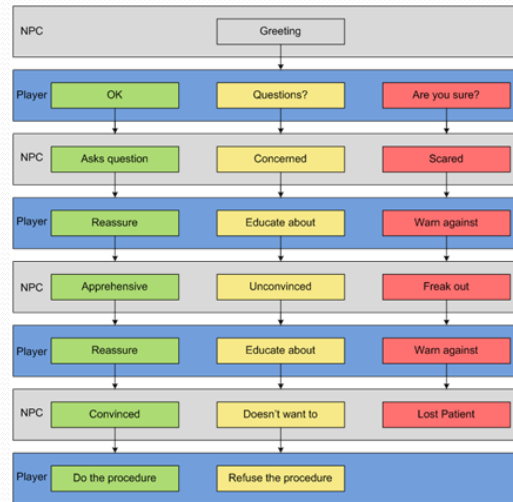 NPC
Greeting
Player
OK
Questions?
Are you sure?
NPC
Asks question
Concerned
Scared
Player
Reassure
Educate about
Warn against
NPC
Apprehensive
Unconvinced
Freak out
Player
Reassure
Educate about
Warn against
NPC
Convinced
Doesn't want to
Lost Patient
Player
Do the procedure
Refuse the procedure